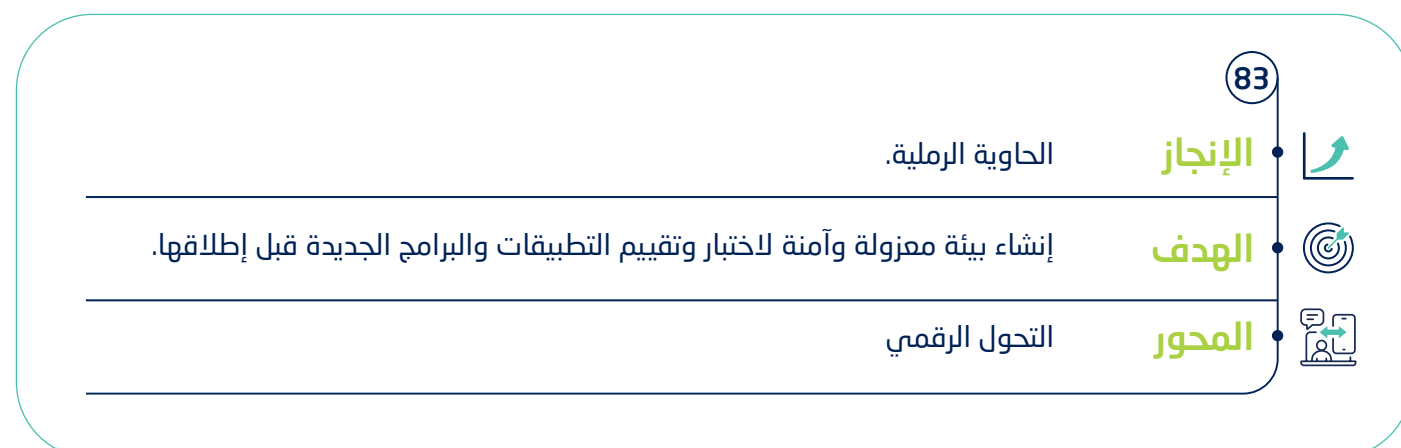 83
الإنجاز الحاوية الرملية.
الهدف إنشاء بيئة معزولة وآمنة لاختبار وتقييم التطبيقات والبرامج الجديدة قبل إطلاقها.
المحور التحول الرقمي